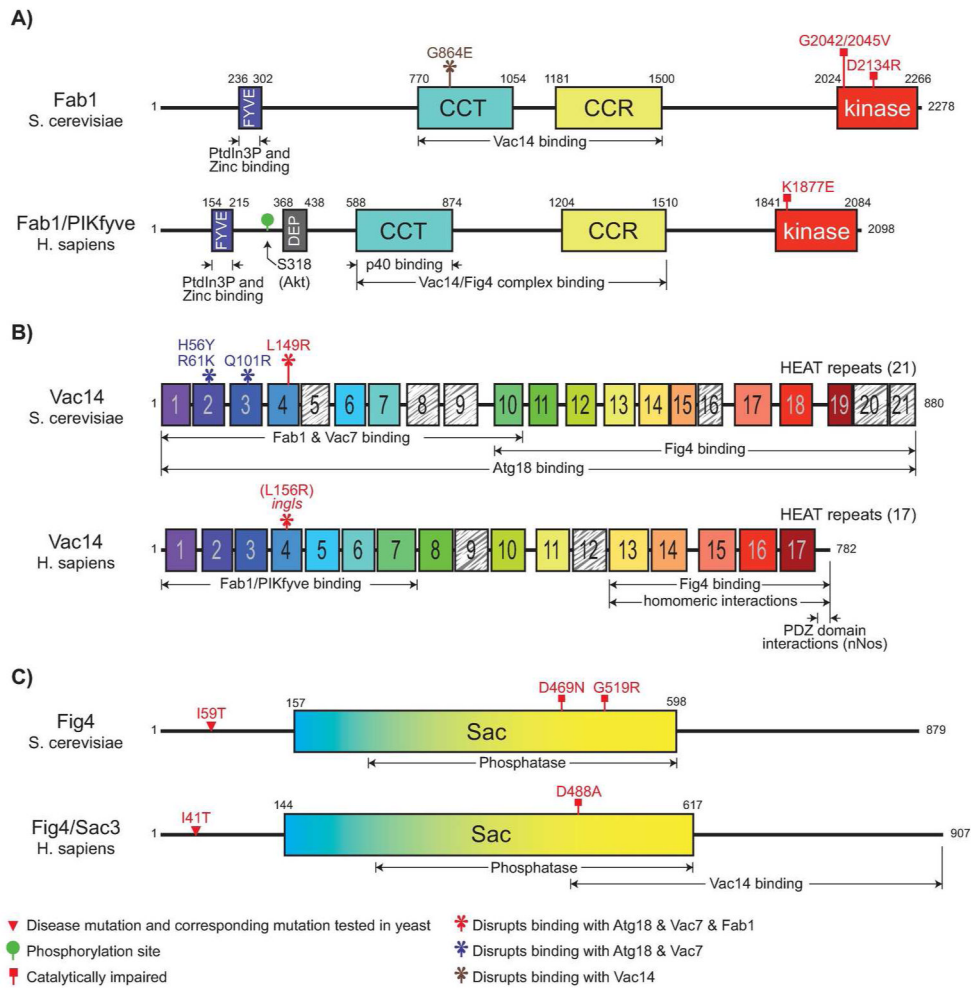 A)
G864E
G2042/2045V
D2134R
236 302
770 1054 1181 1500
2024 2266
Fab1
S. cerevisiae
1 FYVE CCT CCR kinase 2278
PtdIn3P and
Zinc binding
Vac14 binding
K1877E
154 215 368 438 588 874 1204 1510 1841 2084
Fab1/PIKfyve
H. sapiens
1 FYVE DEP CCT CCR kinase 2098
S318
(Akt)
p40 binding
PtdIn3P and
Zinc binding
Vac14/Fig4 complex binding
B)
H56Y
R61K Q101R L149R
HEAT repeats (21)
Vac14
S. cerevisiae
1 1 2 3 4 5 6 7 8 9 10 11 12 13 14 15 16 17 18 19 20 21 880
Fab1 & Vac7 binding
Fig4 binding
Atg18 binding
(L156R)
ingls
HEAT repeats (17)
Vac14
H. sapiens
1 1 2 3 4 5 6 7 8 9 10 11 12 13 14 15 16 17 782
Fab1/PIKfyve binding
Fig4 binding
homomeric interactions
PDZ domain
interactions (nNos)
C)
D469N G519R
157 598
I59T
Fig4
S. cerevisiae
1 Sac 879
Phosphatase
D488A
144 617
I41T
Fig4/Sac3
H. sapiens
1 Sac 907
Phosphatase
Vac14 binding
Disease mutation and corresponding mutation tested in yeast
Phosphorylation site
Catalytically impaired
Disrupts binding with Atg18 & Vac7 & Fab1
Disrupts binding with Atg18 & Vac7
Disrupts binding with Vac14